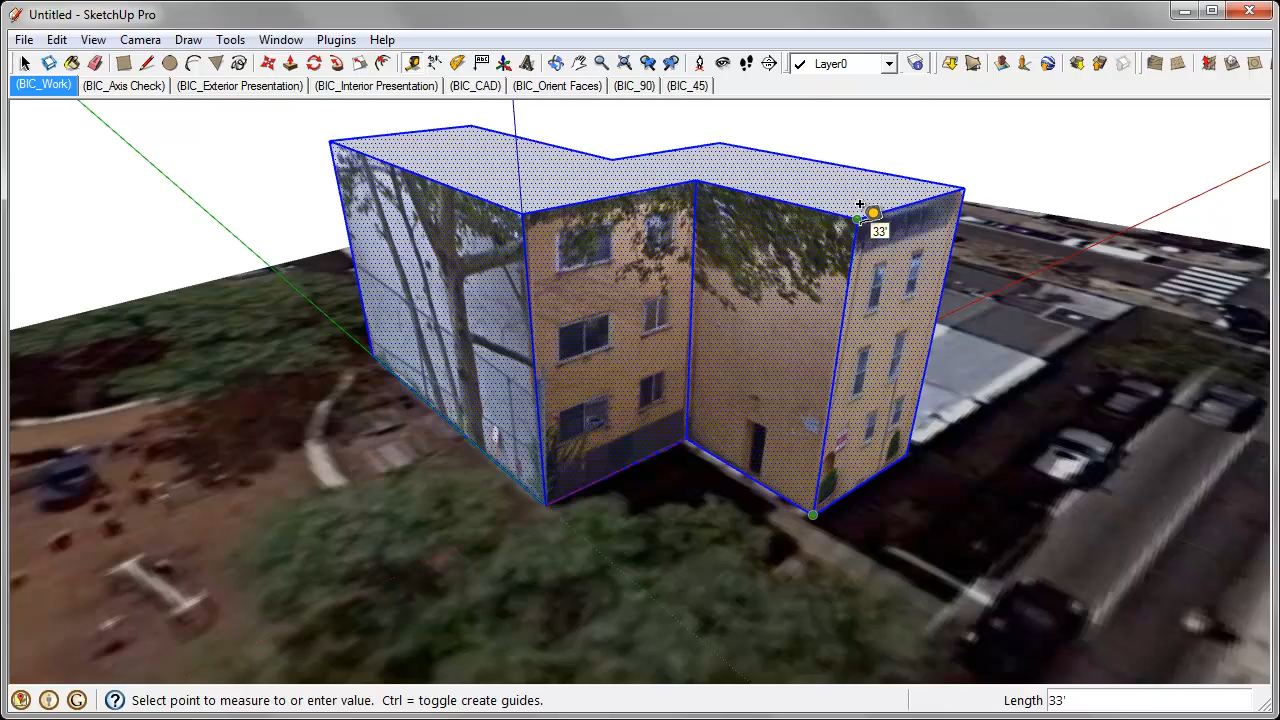 Untitled - SketchUp Pro
File Edit View Camera Draw Tools Window Plugins Help
Layer0
(BIC_Work) (BIC_Axis Check) (BIC_Exterior Presentation) (BIC_Interior Presentation) (BIC_CAD) (BIC_Orient Faces) (BIC_90) (BIC_45)
33'
Select point to measure to or enter value. Ctrl = toggle create guides. Length 33'